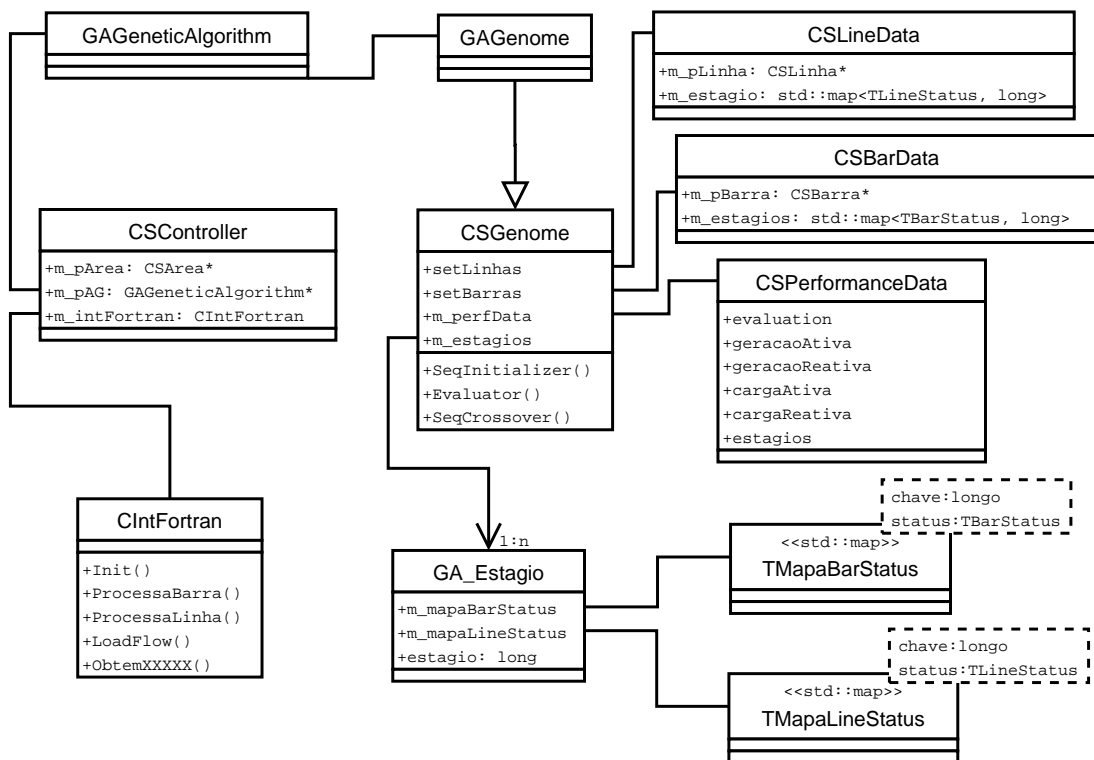 GAGeneticAlgorithm
GAGenome
CSLineData
+m_pLinha: CSLinha*
+m_estagio: std::map<TLineStatus, long>
CSBarData
+m_pBarra: CSBarra*
+m_estagios: std::map<TBarStatus, long>
CSController
+m_pArea: CSArea*
+m_pAG: GAGeneticAlgorithm*
+m_intFortran: CIntFortran
CSGenome
+setLinhas
+setBarras
+m_perfData
+m_estagios
+SeqInitializer()
+Evaluator()
+SeqCrossover()
CSPerformanceData
+evaluation
+geracaoAtiva
+geracaoReativa
+cargaAtiva
+cargaReativa
+estagios
CIntFortran
+Init()
+ProcessaBarra()
+ProcessaLinha()
+LoadFlow()
+ObtemXXXXX()
1:n
GA_Estagio
+m_mapaBarStatus
+m_mapaLineStatus
+estagio: long
chave:longo
status:TBarStatus
<<std::map>>
TMapaBarStatus
chave:longo
status:TLineStatus
<<std::map>>
TMapaLineStatus